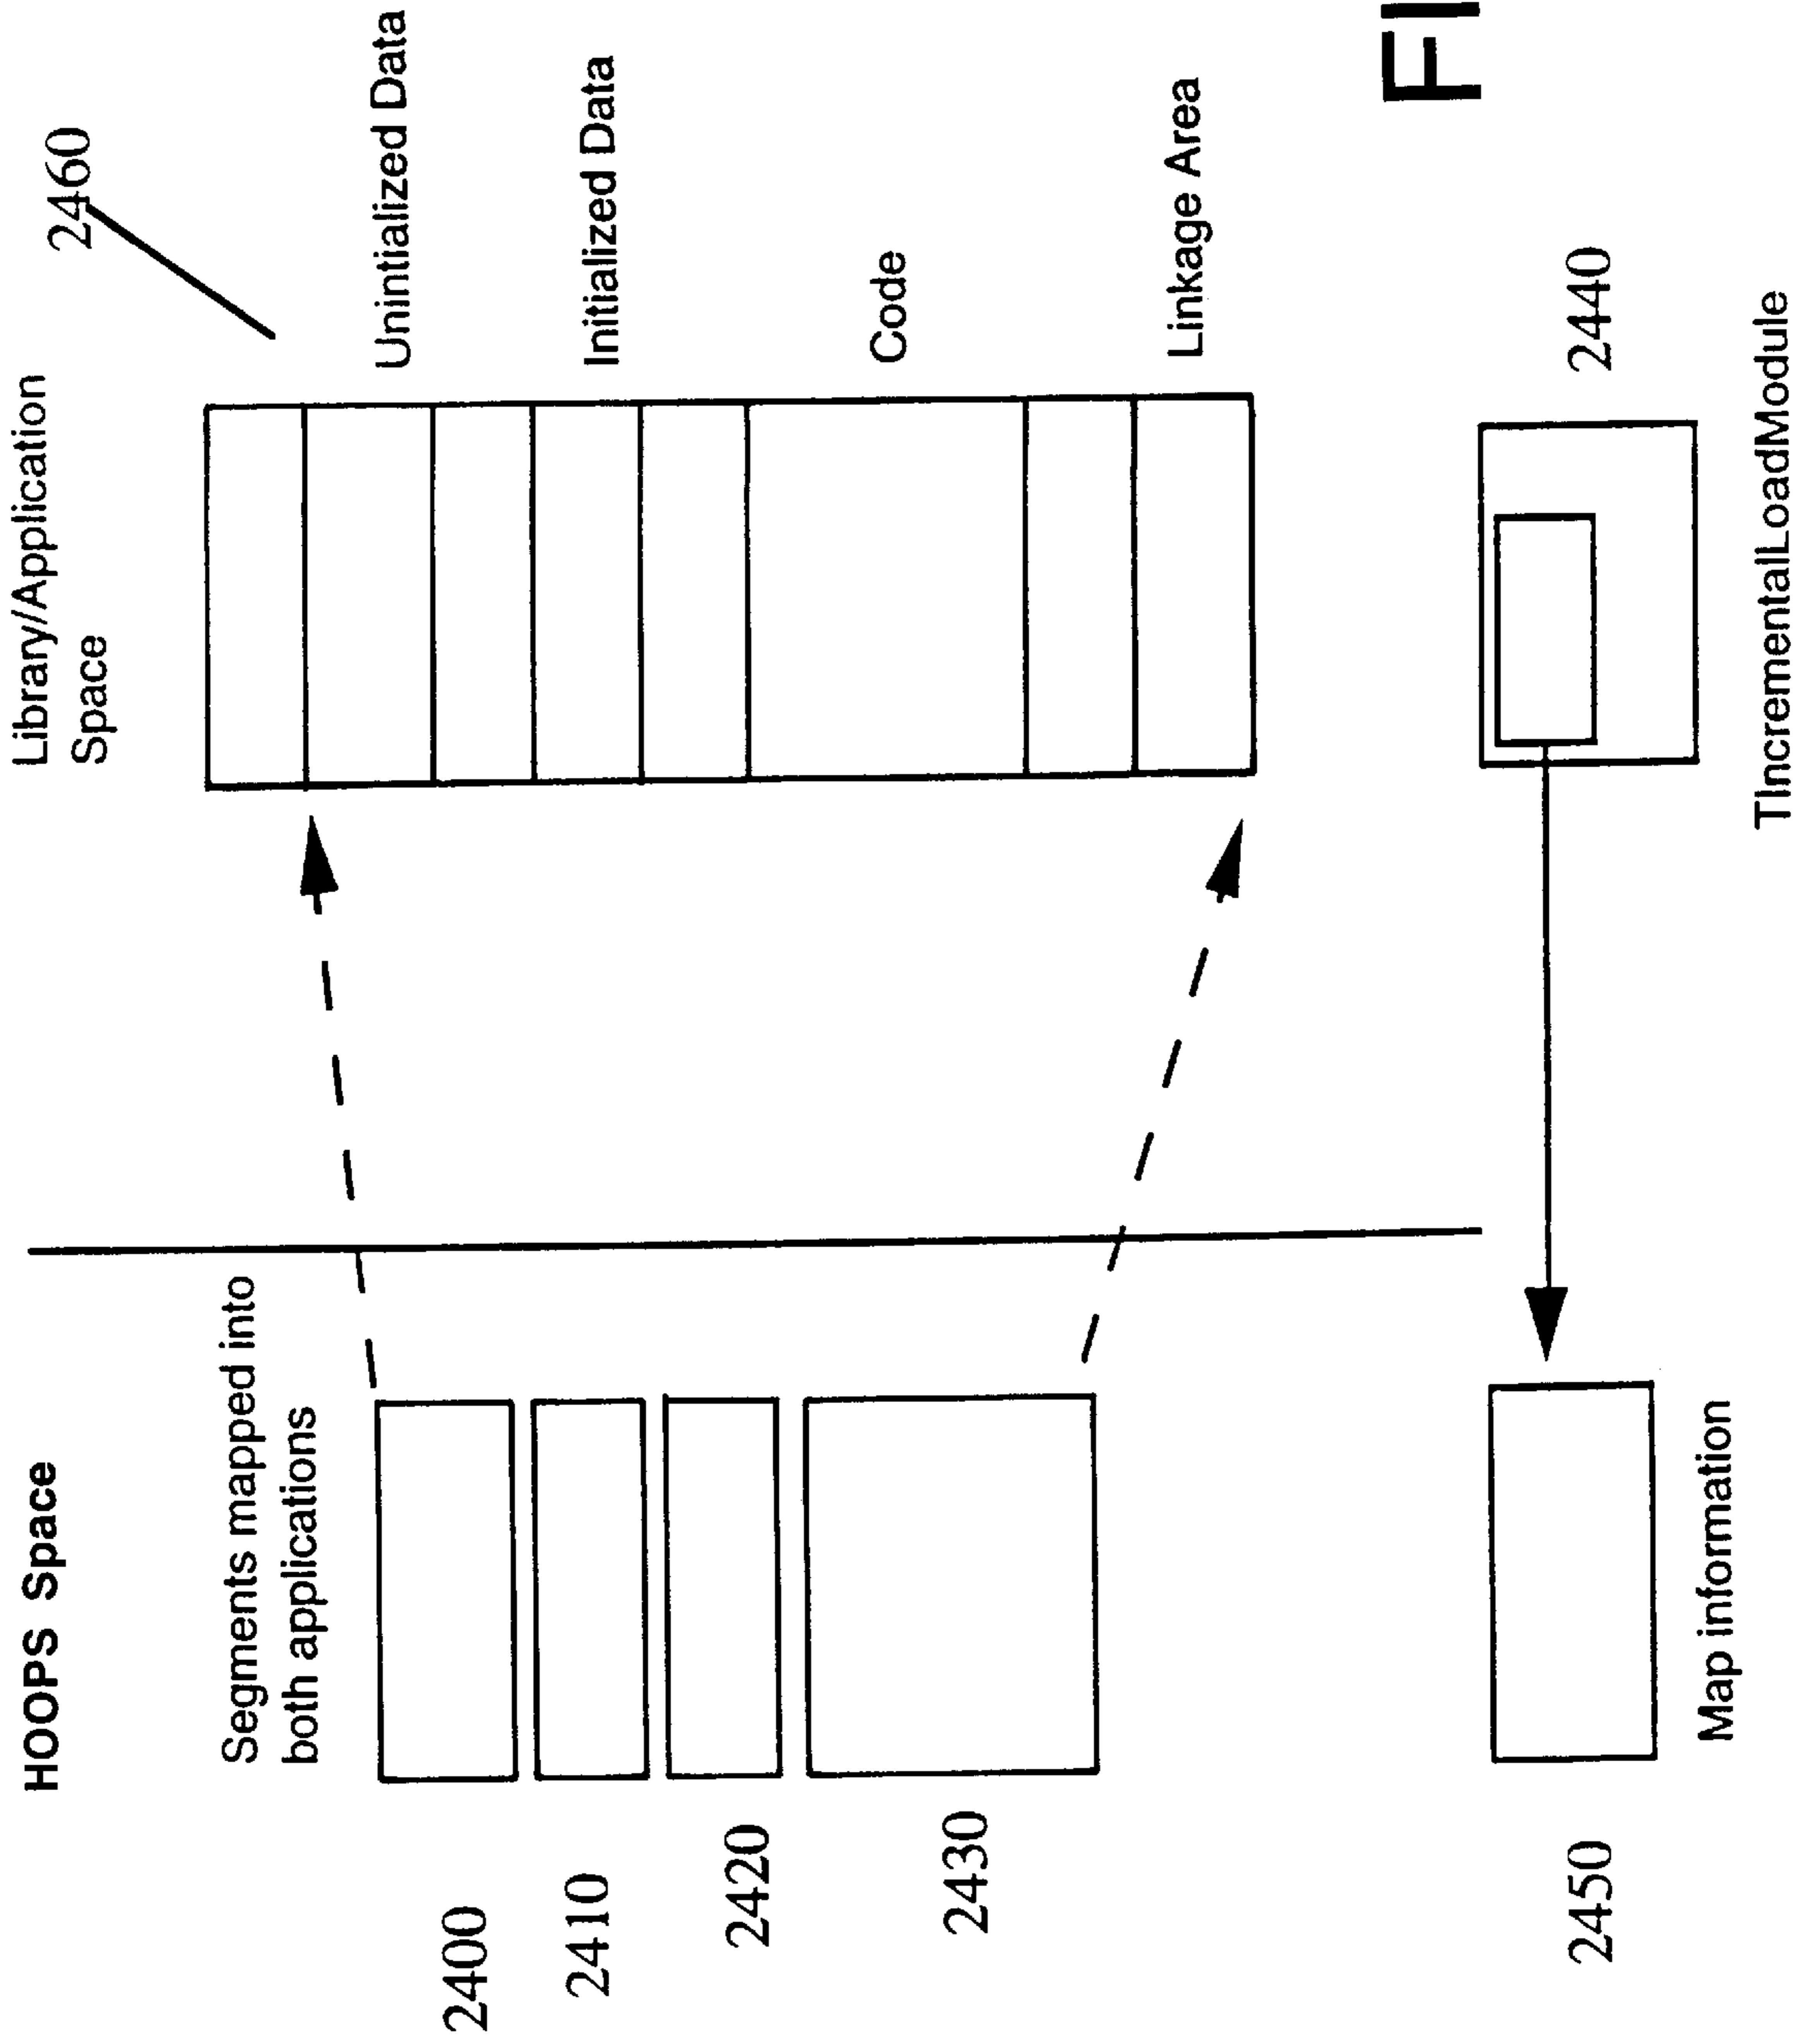 HOOPS Space
Library/Application
Space
2460
Segments mapped into
both applications
2400
Unintialized Data
2410
Initialized Data
2420
Code
2430
Linkage Area
2450
2440
Map information
TIncrementalLoadModule
FI